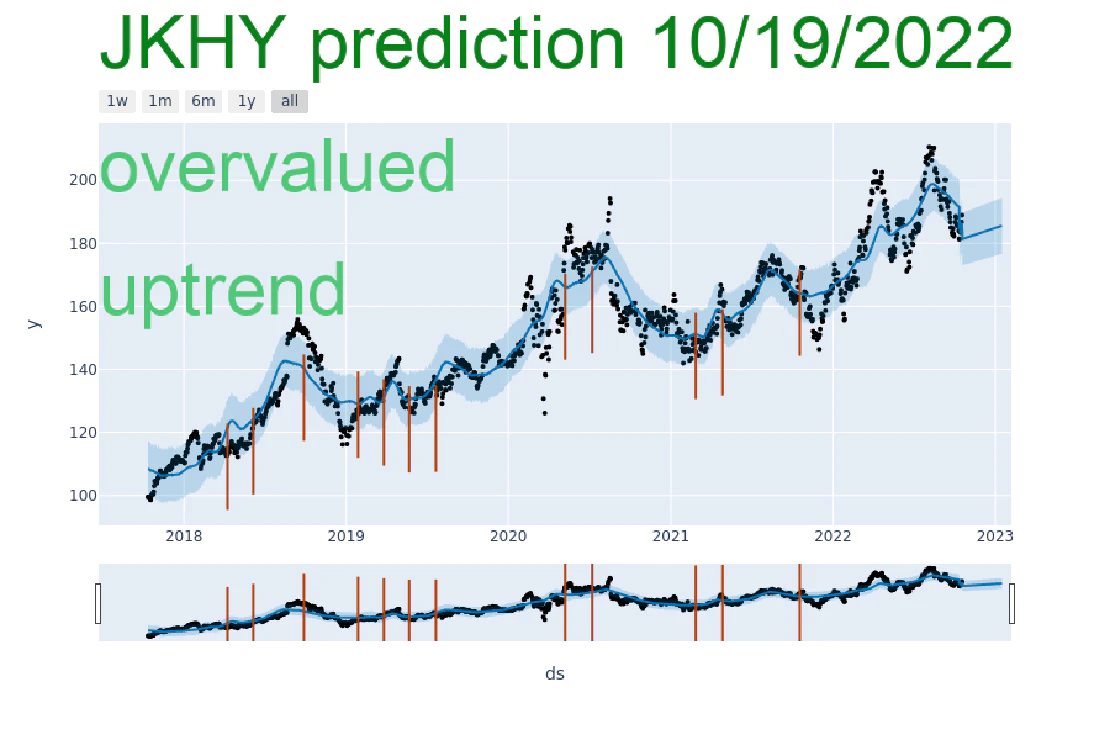 JKHY prediction 10/19/2022
1w 1m 6m 1y all
overvalued
200
180
uptrend
160
y
140
120
100
2018 2019 2020 2021 2022 2023
ds